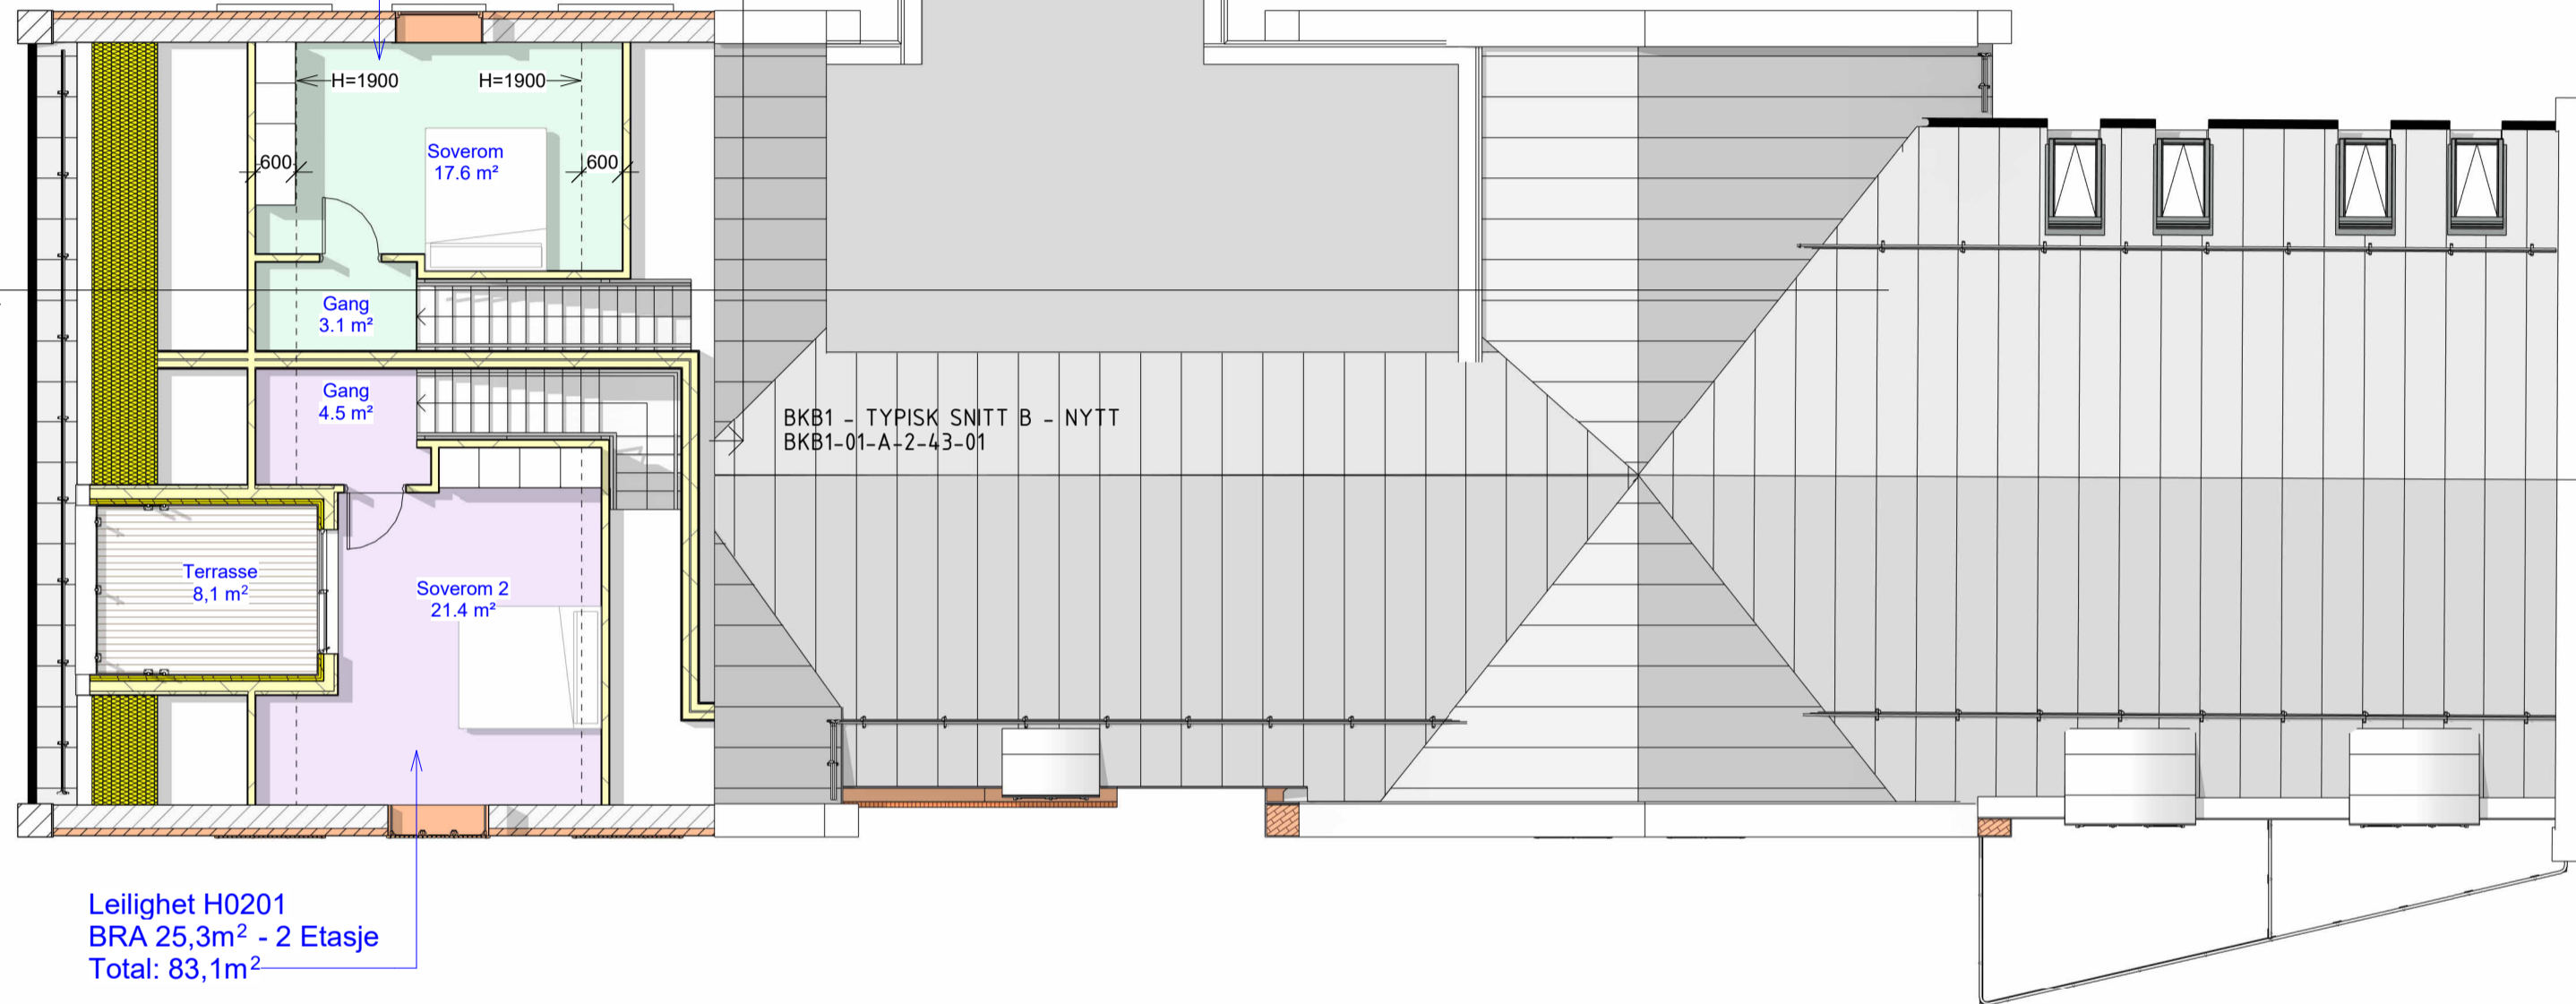 H=1900
H=1900
600
600
Soverom
17.6 m²
Gang
3.1 m²
Gang
4.5 m²
BKB1 - TYPISK SNITT B - NYTT
BKB1-01-A-2-43-01
Terrasse
8,1 m²
Soverom 2
21.4 m²
Leilighet H0201
BRA 25,3m² - 2 Etasje
Total: 83,1m²